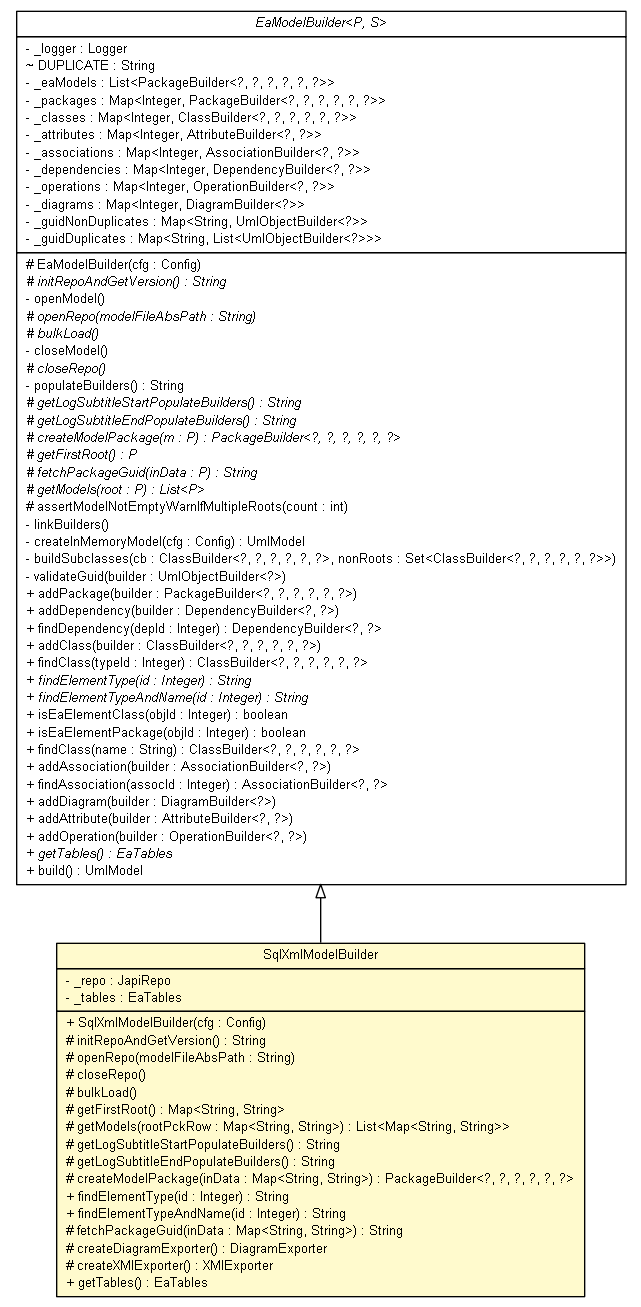 EaModelBuilder<P, S>
- _logger : Logger
~ DUPLICATE : String
- _eaModels : List<PackageBuilder<?, ?, ?, ?, ?, ?>>
- _packages : Map<Integer, PackageBuilder<?, ?, ?, ?, ?, ?>>
- _classes : Map<Integer, ClassBuilder<?, ?, ?, ?, ?, ?>>
- _attributes : Map<Integer, AttributeBuilder<?, ?>>
- _associations : Map<Integer, AssociationBuilder<?, ?>>
- _dependencies : Map<Integer, DependencyBuilder<?, ?>>
- _operations : Map<Integer, OperationBuilder<?, ?>>
- _diagrams : Map<Integer, DiagramBuilder<?>>
- _guidNonDuplicates : Map<String, UmlObjectBuilder<?>>
- _guidDuplicates : Map<String, List<UmlObjectBuilder<?>>>
# EaModelBuilder(cfg : Config)
# initRepoAndGetVersion() : String
- openModel()
# openRepo(modelFileAbsPath : String)
# bulkLoad()
- closeModel()
# closeRepo()
- populateBuilders() : String
# getLogSubtitleStartPopulateBuilders() : String
# getLogSubtitleEndPopulateBuilders() : String
# createModelPackage(m : P) : PackageBuilder<?, ?, ?, ?, ?, ?>
# getFirstRoot() : P
# fetchPackageGuid(inData : P) : String
# getModels(root : P) : List<P>
# assertModelNotEmptyWarnIfMultipleRoots(count : int)
- linkBuilders()
- createInMemoryModel(cfg : Config) : UmlModel
- buildSubclasses(cb : ClassBuilder<?, ?, ?, ?, ?, ?>, nonRoots : Set<ClassBuilder<?, ?, ?, ?, ?, ?>>)
- validateGuid(builder : UmlObjectBuilder<?>)
+ addPackage(builder : PackageBuilder<?, ?, ?, ?, ?, ?>)
+ addDependency(builder : DependencyBuilder<?, ?>)
+ findDependency(depId : Integer) : DependencyBuilder<?, ?>
+ addClass(builder : ClassBuilder<?, ?, ?, ?, ?, ?>)
+ findClass(typeId : Integer) : ClassBuilder<?, ?, ?, ?, ?, ?>
+ findElementType(id : Integer) : String
+ findElementTypeAndName(id : Integer) : String
+ isEaElementClass(objId : Integer) : boolean
+ isEaElementPackage(objId : Integer) : boolean
+ findClass(name : String) : ClassBuilder<?, ?, ?, ?, ?, ?>
+ addAssociation(builder : AssociationBuilder<?, ?>)
+ findAssociation(assocId : Integer) : AssociationBuilder<?, ?>
+ addDiagram(builder : DiagramBuilder<?>)
+ addAttribute(builder : AttributeBuilder<?, ?>)
+ addOperation(builder : OperationBuilder<?, ?>)
+ getTables() : EaTables
+ build() : UmlModel
SqlXmlModelBuilder
- _repo : JapiRepo
- _tables : EaTables
+ SqlXmlModelBuilder(cfg : Config)
# initRepoAndGetVersion() : String
# openRepo(modelFileAbsPath : String)
# closeRepo()
# bulkLoad()
# getFirstRoot() : Map<String, String>
# getModels(rootPckRow : Map<String, String>) : List<Map<String, String>>
# getLogSubtitleStartPopulateBuilders() : String
# getLogSubtitleEndPopulateBuilders() : String
# createModelPackage(inData : Map<String, String>) : PackageBuilder<?, ?, ?, ?, ?, ?>
+ findElementType(id : Integer) : String
+ findElementTypeAndName(id : Integer) : String
# fetchPackageGuid(inData : Map<String, String>) : String
# createDiagramExporter() : DiagramExporter
# createXMIExporter() : XMIExporter
+ getTables() : EaTables